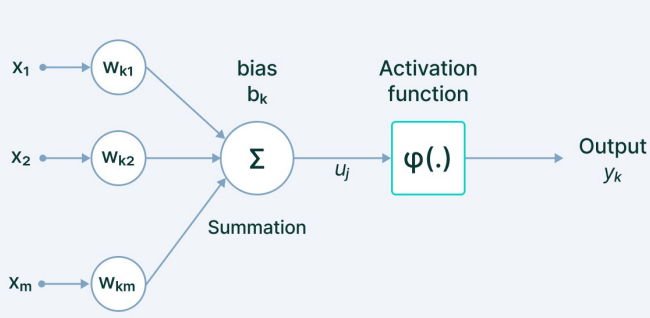 x₁
wₖ₁
bias
bₖ
Activation
function
x₂
wₖ₂
Σ
uⱼ
φ(.)
Output
yₖ
Summation
xₘ
wₖₘ